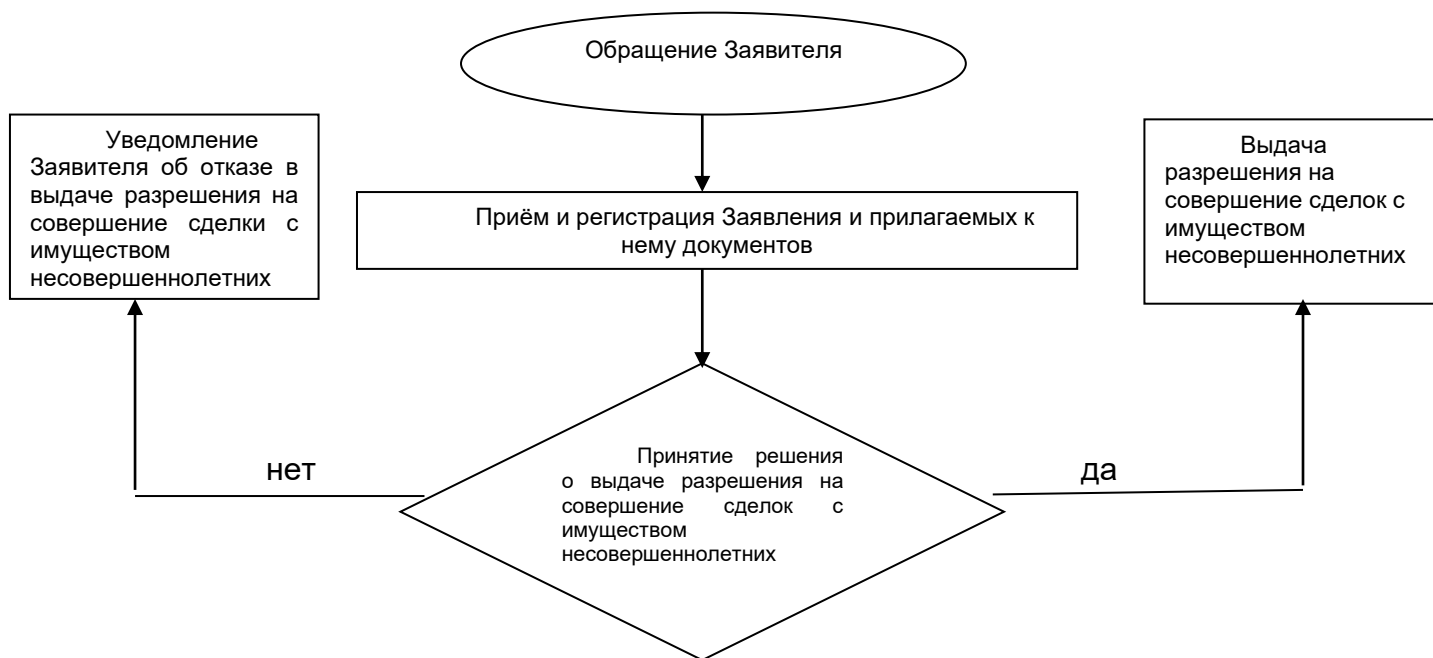 Обращение Заявителя
Уведомление
Заявителя об отказе в
выдаче разрешения на
совершение сделки с
имуществом
несовершеннолетних
Приём и регистрация Заявления и прилагаемых к
нему документов
Выдача
разрешения на
совершение сделок с
имуществом
несовершеннолетних
нет
Принятие решения
о выдаче разрешения на
совершение сделок с
имуществом
несовершеннолетних
да